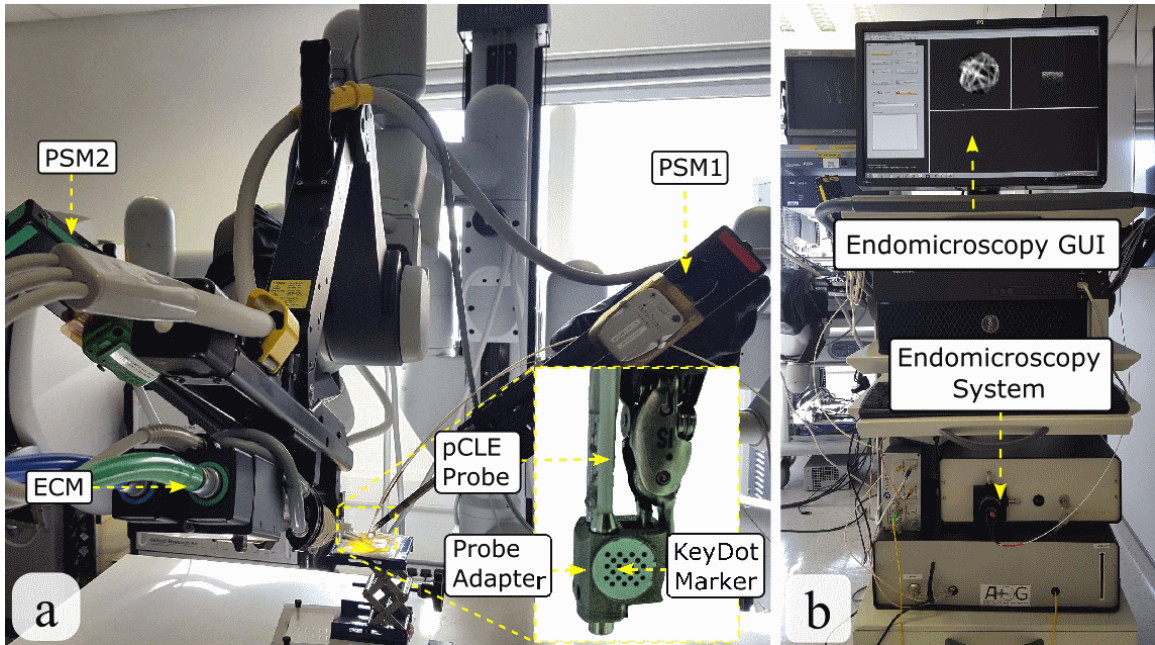 PSM2
PSM1
ECM
pCLE
Probe
Probe
Adapter
KeyDot
Marker
a
Endomicroscopy GUI
Endomicroscopy
System
b